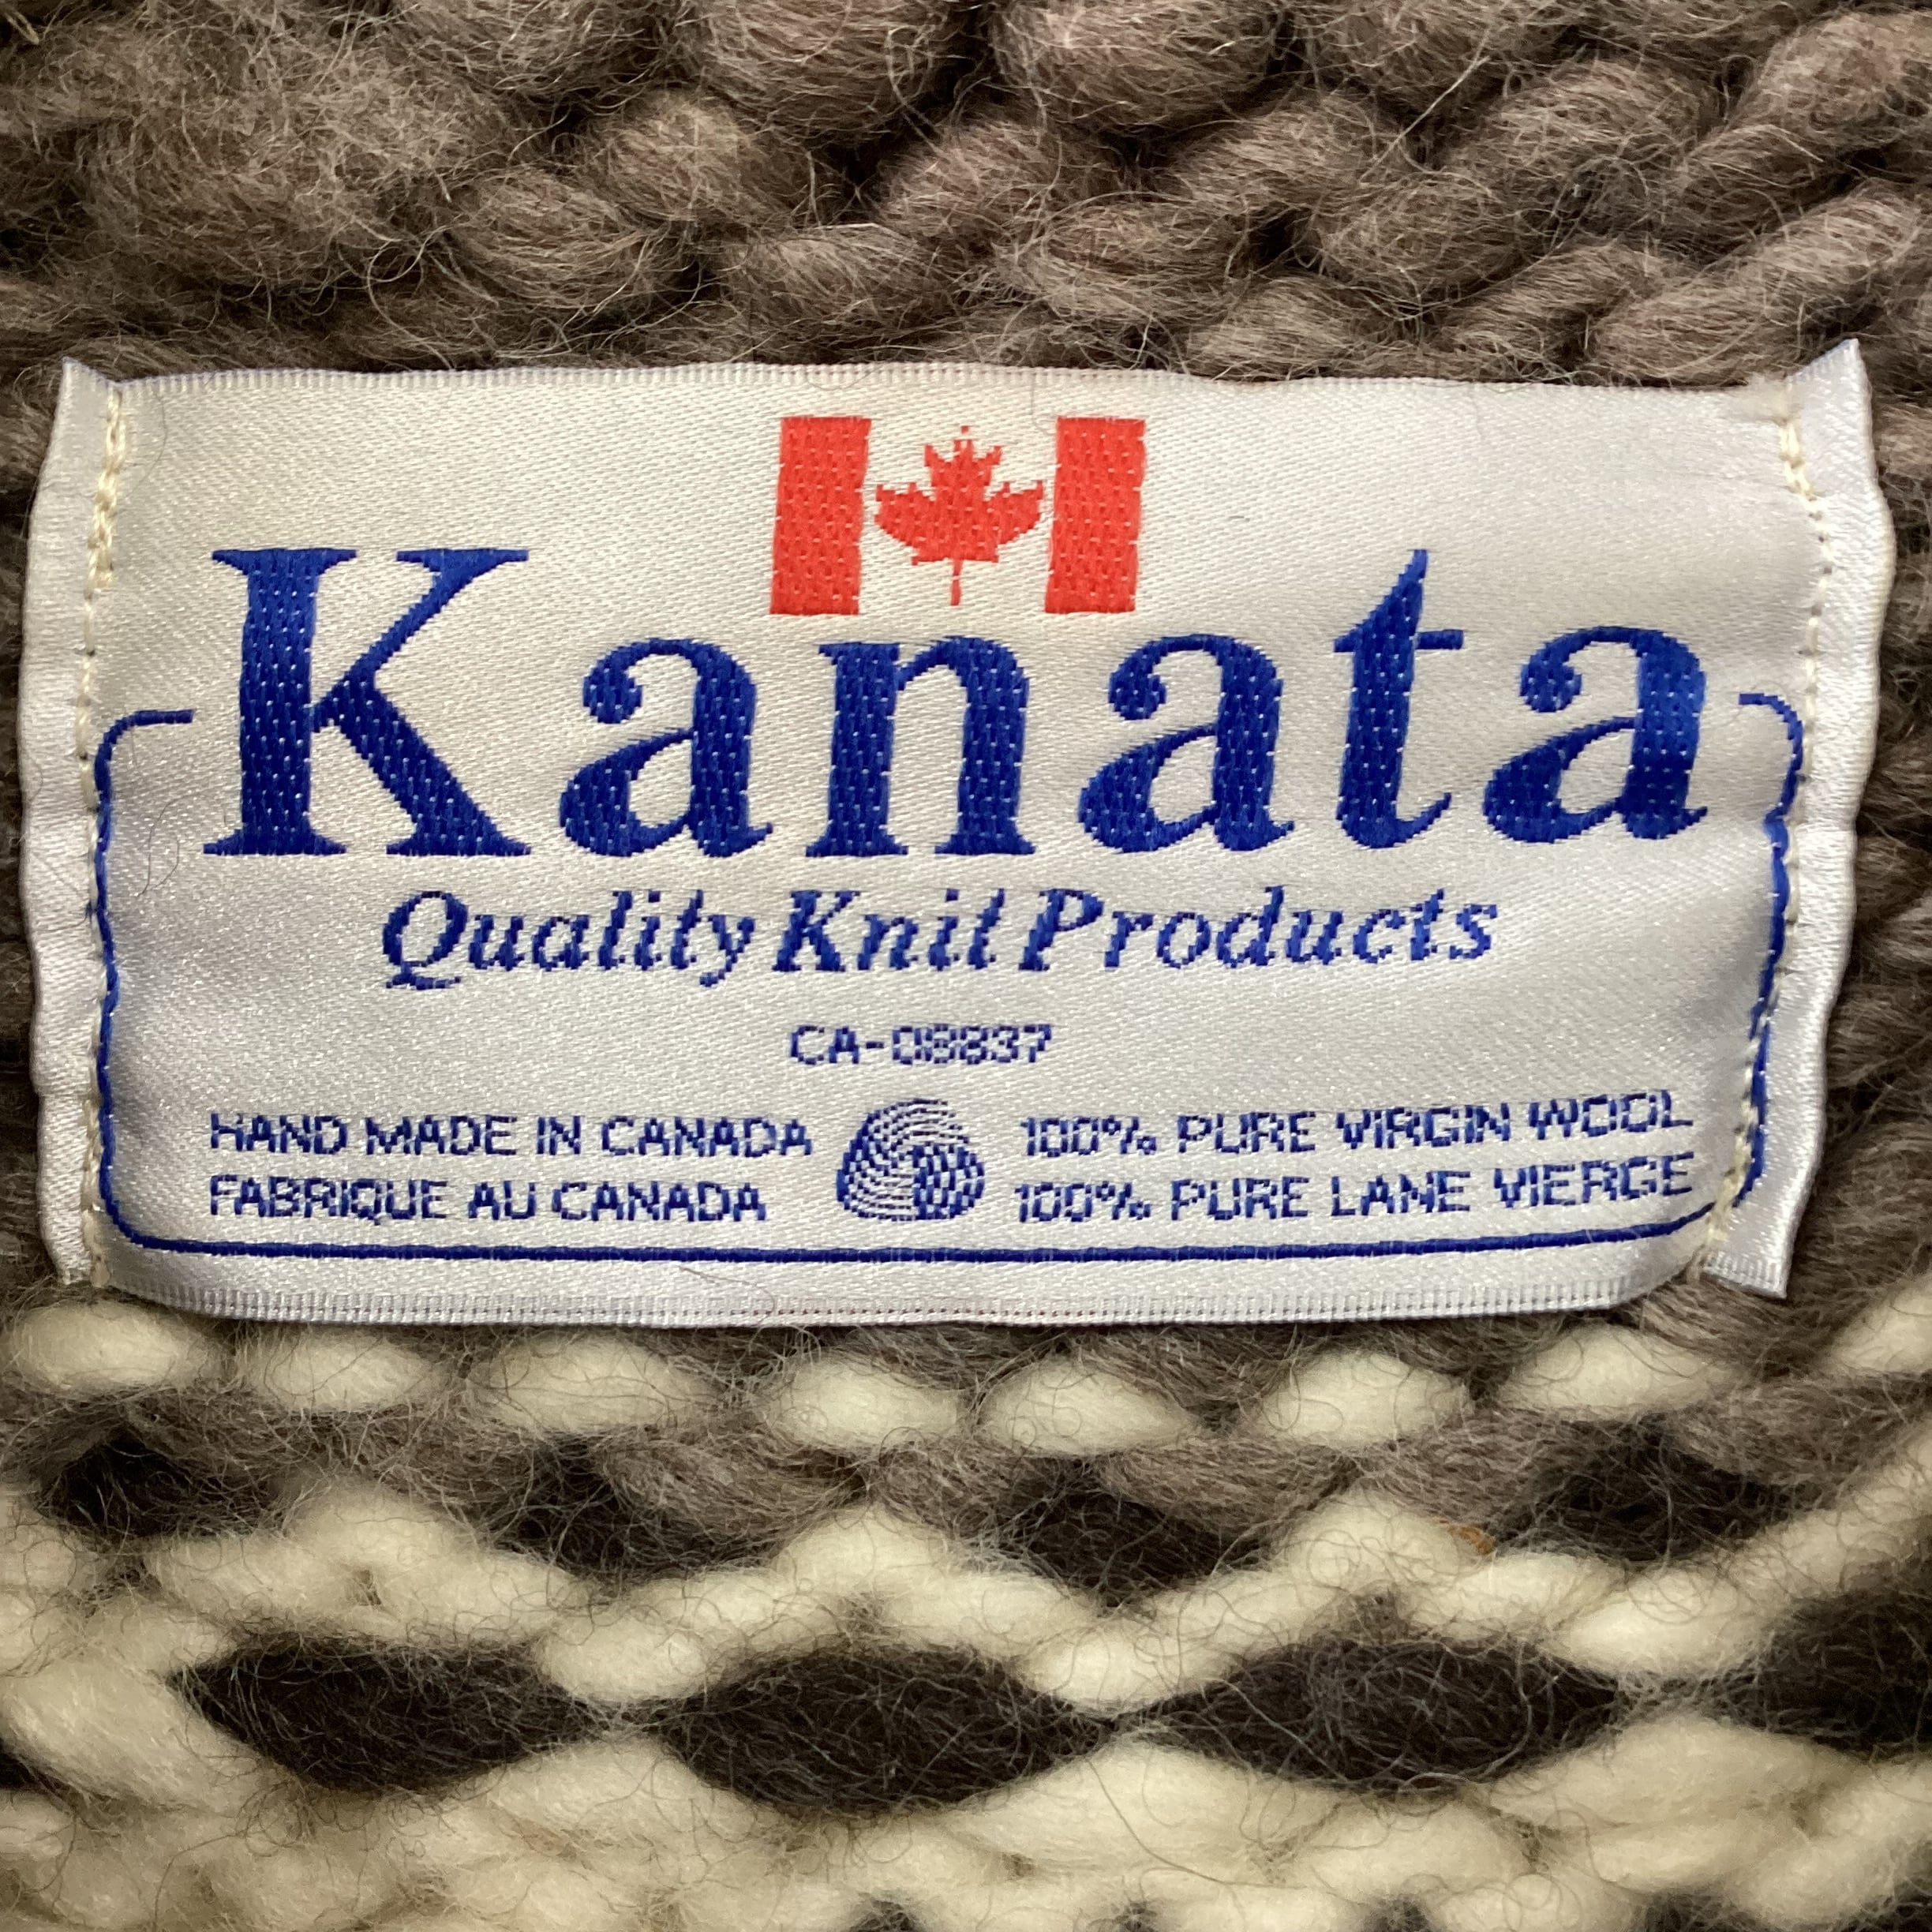 Kanata
Quality Knit Products
CA-08837
HAND MADE IN CANADA
FABRIQUE AU CANADA
100% PURE VIRGIN WOOL
100% PURE LANE VIERGE